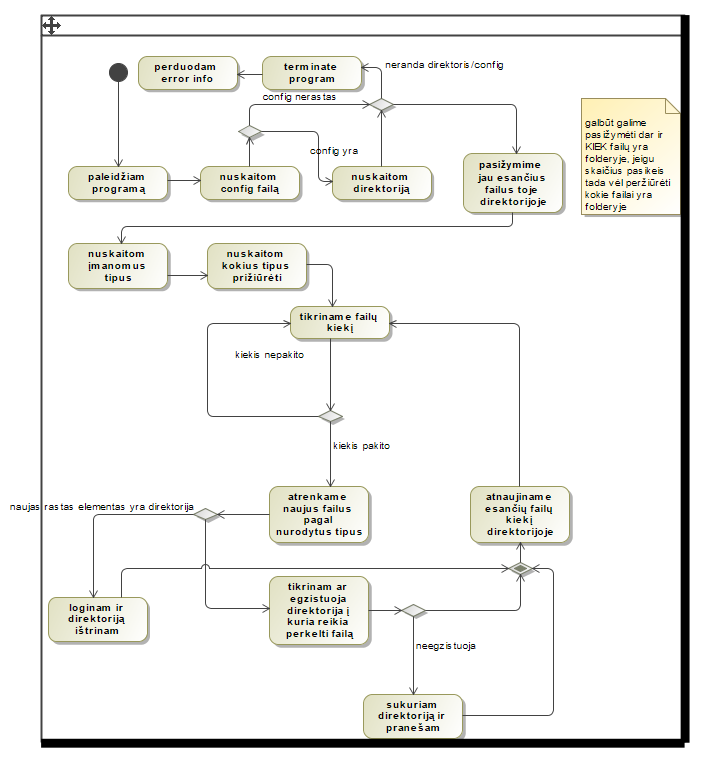 perduodam
error info
terminate
program
neranda direktoris/config
config nerastas
config yra
paleidžiam
programą
nuskaitom
config failą
nuskaitom
direktoriją
pasižymime
jau esančius
failus toje
direktorijoje
galbūt galime
pasižymėti dar ir
KIEK failų yra
folderyje, jeigu
skaičius pasikeis
tada vėl peržiūrėti
kokie failai yra
folderyje
nuskaitom
įmanomus
tipus
nuskaitom
kokius tipus
prižiūrėti
tikriname failų
kiekį
kiekis nepakito
kiekis pakito
atrenkame
naujus failus
pagal
nurodytus tipus
atnaujiname
esančių failų
kiekį
direktorijoje
naujas rastas elementas yra direktorija
loginam ir
direktoriją
ištrinam
tikrinam ar
egzistuoja
direktorija į
kuria reikia
perkelti failą
neegzistuoja
sukuriam
direktoriją ir
pranešam